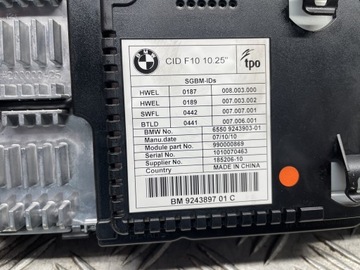 BMW
CID F10 10.25"
tpo
SGBM-IDs
HWEL 0187 008.003.000
HWEL 0189 007.003.002
SWFL 0442 007.007.001
BTLD 0441 007.006.001
BMW No. 6550 9243903-01
Manu.date 07/10/10
Module part No. 990000869
Serial No. 1010070463
Supplier No. 185206-10
Country MADE IN CHINA
BM 9243897 01 C